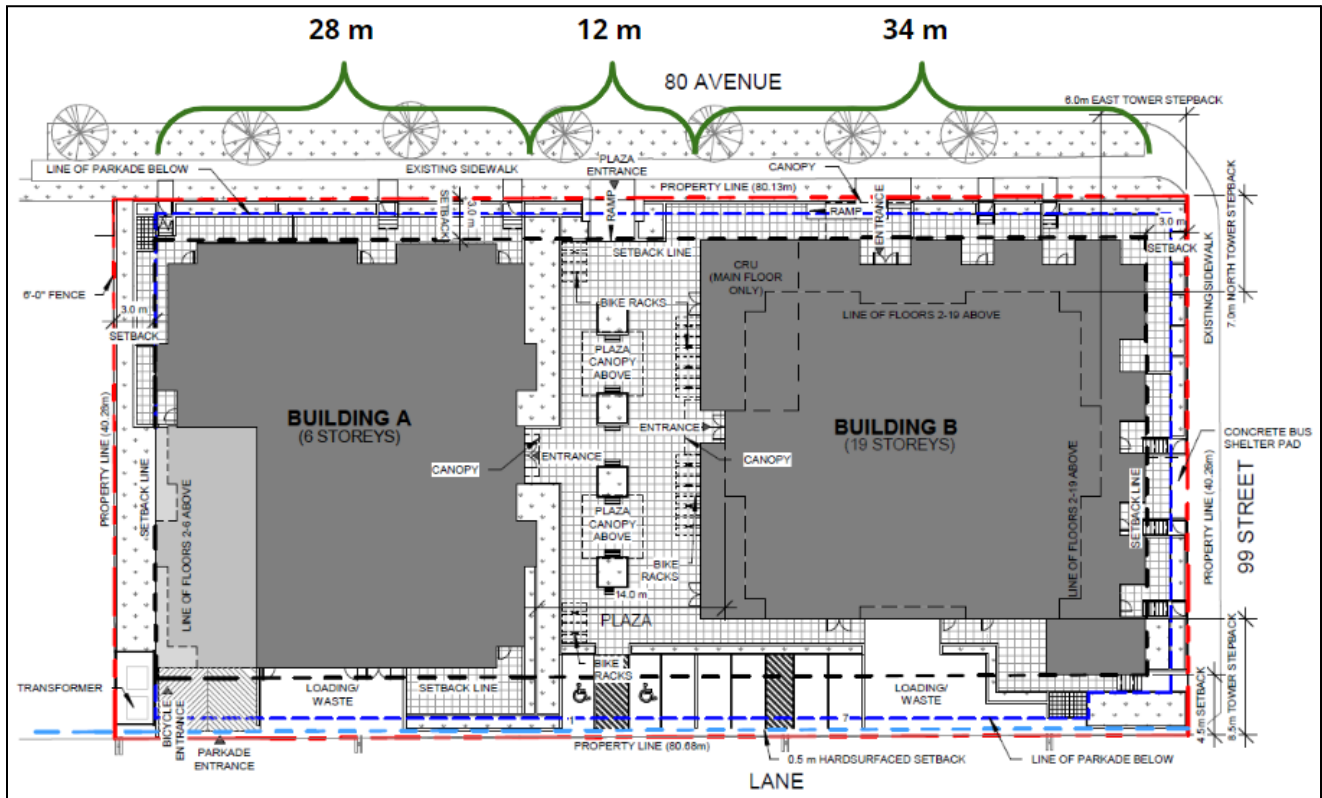 28 m
12 m
34 m
80 AVENUE
6.0m EAST TOWER STEPBACK
LINE OF PARKADE BELOW
EXISTING SIDEWALK
PLAZA
ENTRANCE
CANOPY
PROPERTY LINE (80.13m)
SETBACK
3.0 m
RAMP
RAMP
ENTRANCE
7.0m NORTH TOWER STEPBACK
3.0 m
SETBACK
SETBACK LINE
EXISTING SIDEWALK
6'-0" FENCE
3.0 m
SETBACK
CRU
(MAIN FLOOR
ONLY)
BIKE RACKS
LINE OF FLOORS 2-19 ABOVE
PLAZA
CANOPY
ABOVE
BUILDING A
(6 STOREYS)
BUILDING B
(19 STOREYS)
ENTRANCE
CANOPY
ENTRANCE
CANOPY
CONCRETE BUS
SHELTER PAD
PROPERTY LINE (40.28m)
SETBACK LINE
LINE OF FLOORS 2-6 ABOVE
PLAZA
CANOPY
ABOVE
LINE OF FLOORS 2-19 ABOVE
SETBACK LINE
PROPERTY LINE (40.26m)
99 STREET
BIKE
RACKS
14.0 m
PLAZA
BIKE
RACKS
TRANSFORMER
BICYCLE
ENTRANCE
PARKADE
ENTRANCE
LOADING/
WASTE
SETBACK LINE
1
7
LOADING/
WASTE
4.5m SETBACK
8.5m TOWER STEPBACK
PROPERTY LINE (80.68m)
0.5 m HARDSURFACED SETBACK
LINE OF PARKADE BELOW
LANE